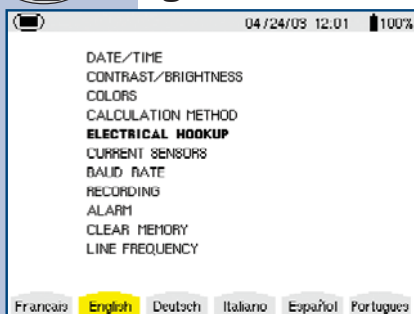 04/24/03 12:01 100%
DATE/TIME
CONTRAST/BRIGHTNESS
COLORS
CALCULATION METHOD
ELECTRICAL HOOKUP
CURRENT SENSORS
BAUD RATE
RECORDING
ALARM
CLEAR MEMORY
LINE FREQUENCY
Francais English Deutsch Italiano Español Portugues